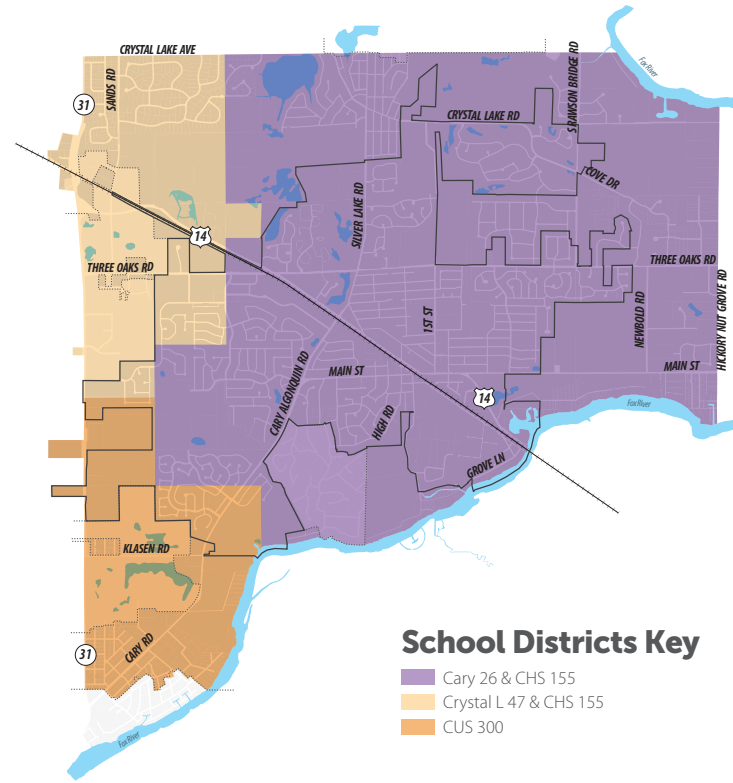 CRYSTAL LAKE AVE
SANDS RD
31
S RAWSON BRIDGE RD
Fox River
CRYSTAL LAKE RD
COVE DR
SILVER LAKE RD
14
THREE OAKS RD
THREE OAKS RD
1ST ST
NEWBOLD RD
HICKORY NUT GROVE RD
CARY ALGONQUIN RD
MAIN ST
MAIN ST
14
HIGH RD
Fox River
GROVE LN
KLASEN RD
CARY RD
31
Fox River
School Districts Key
Cary 26 & CHS 155
Crystal L 47 & CHS 155
CUS 300